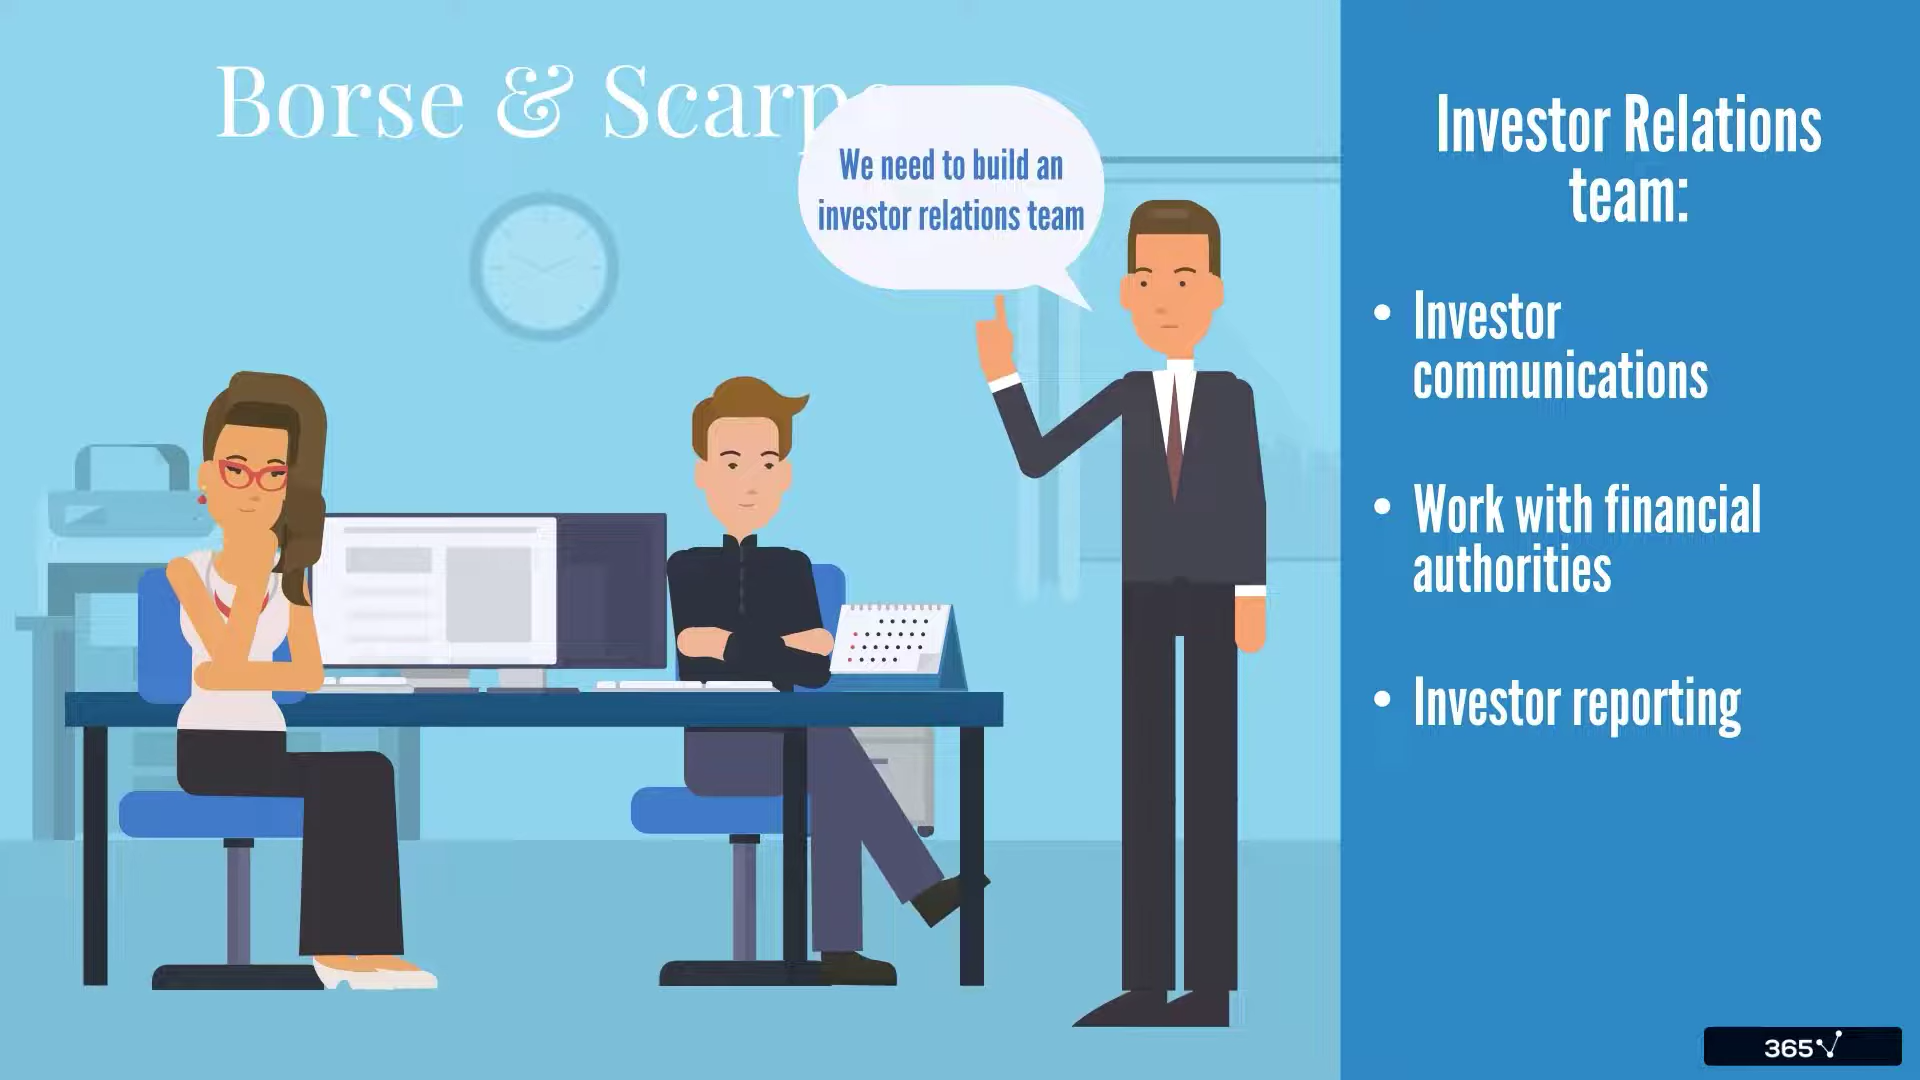 Borse & Scarpe
We need to build an
investor relations team
Investor Relations
team:
• Investor
communications
• Work with financial
authorities
• Investor reporting
365